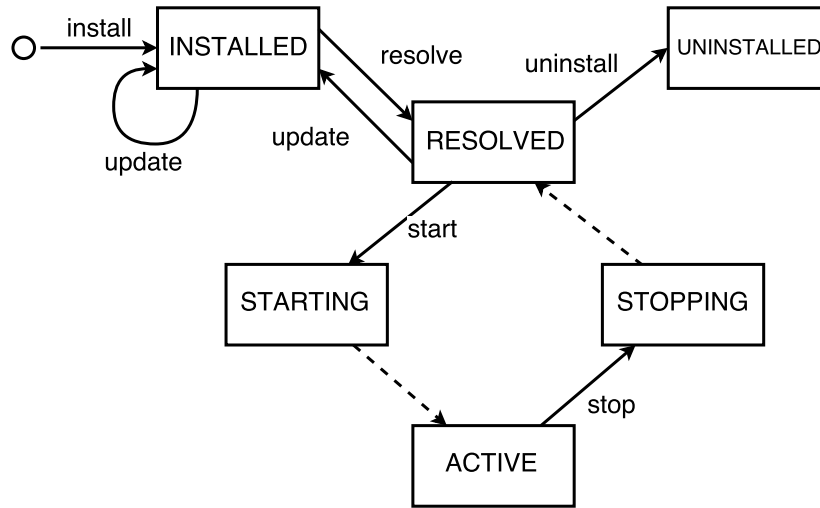 install
INSTALLED
resolve
uninstall
UNINSTALLED
update
update
RESOLVED
start
STARTING
STOPPING
stop
ACTIVE